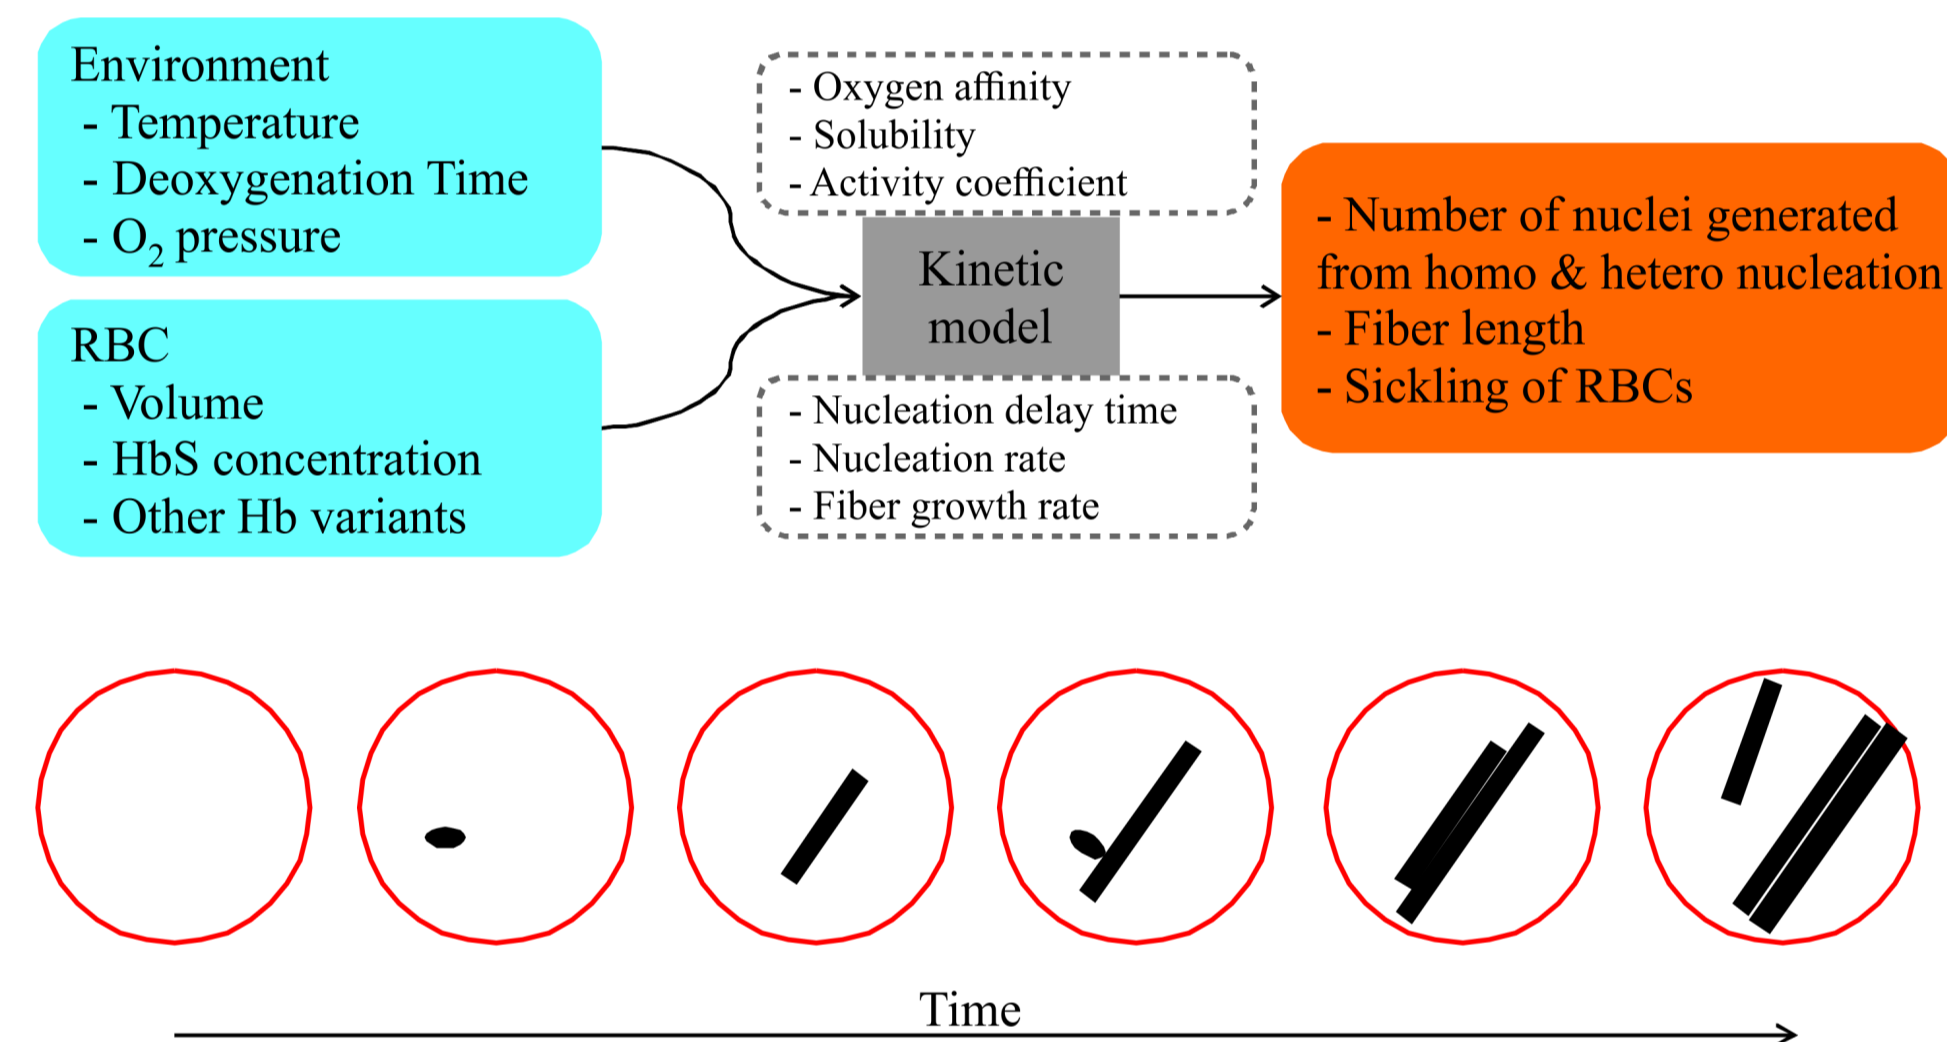 Environment
- Temperature
- Deoxygenation Time
- O₂ pressure
RBC
- Volume
- HbS concentration
- Other Hb variants
- Oxygen affinity
- Solubility
- Activity coefficient
Kinetic
model
- Nucleation delay time
- Nucleation rate
- Fiber growth rate
- Number of nuclei generated
from homo & hetero nucleation
- Fiber length
- Sickling of RBCs
Time